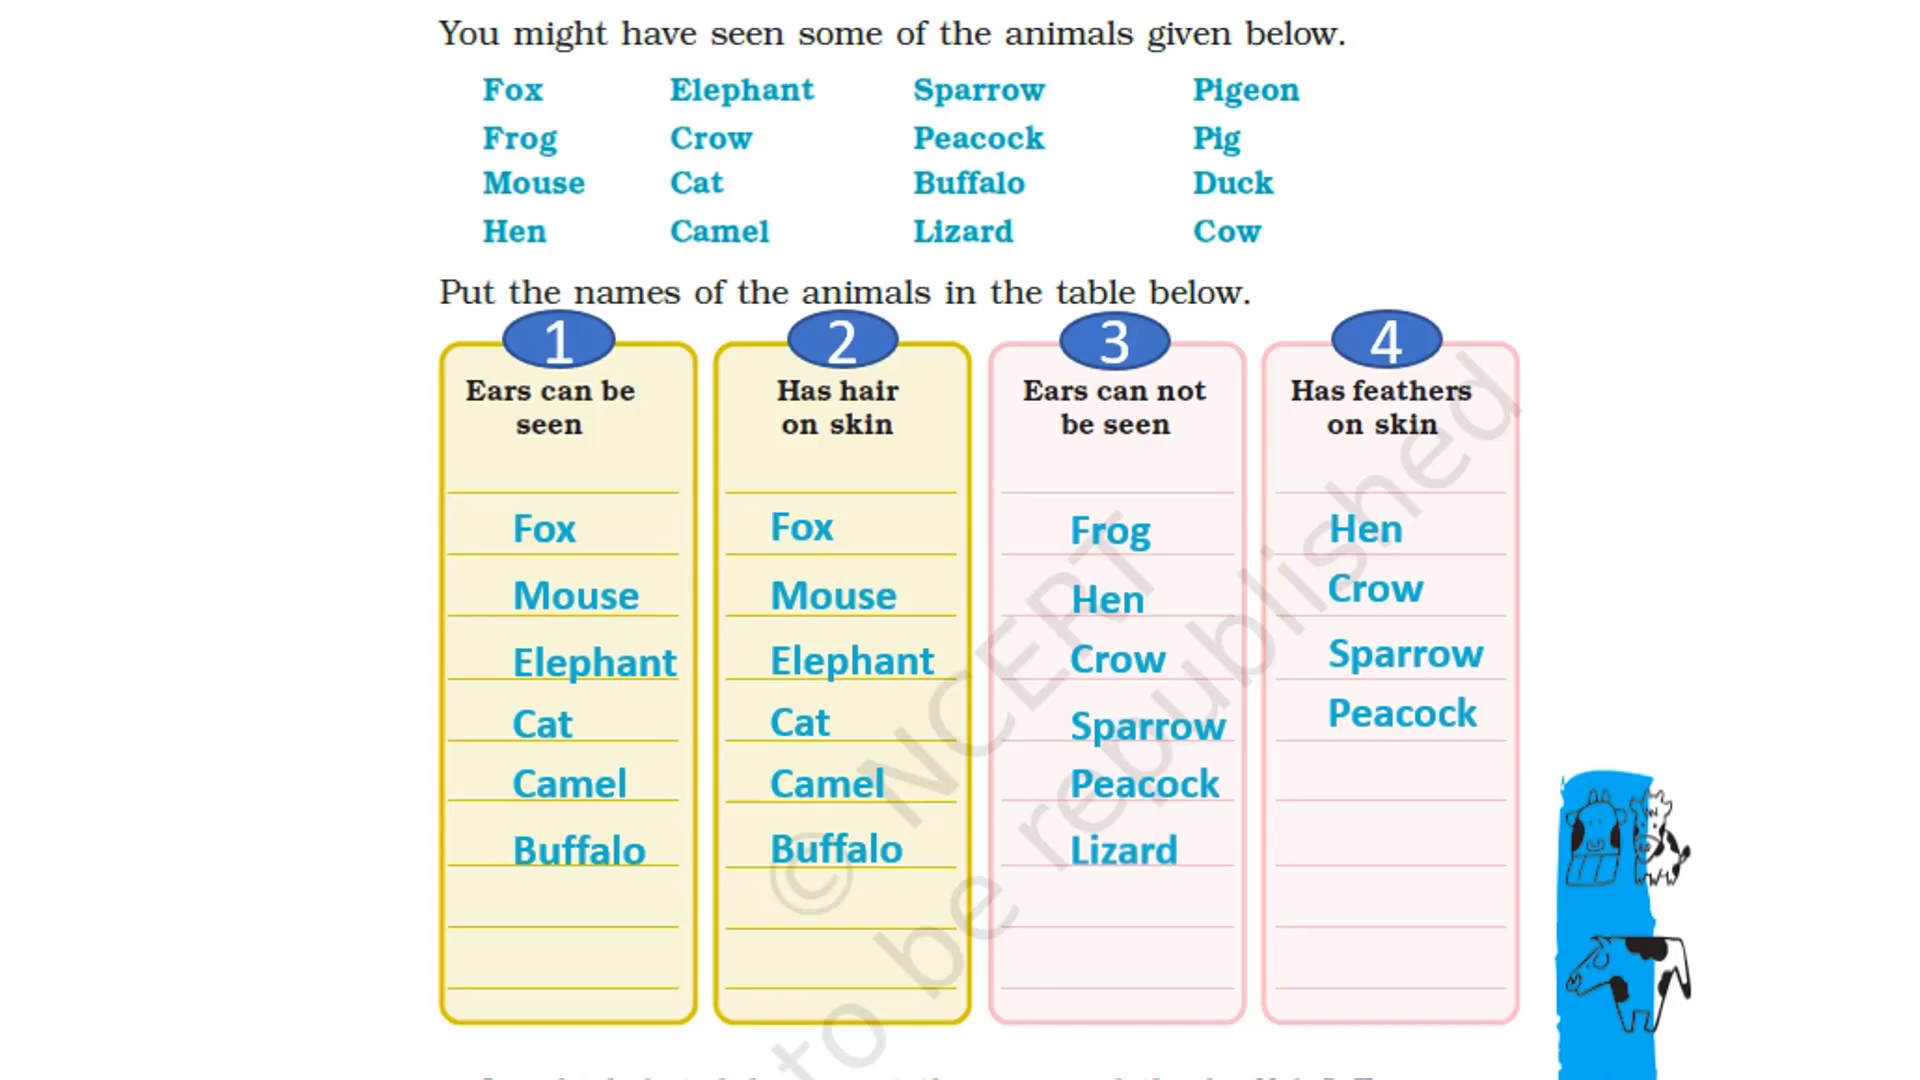 You might have seen some of the animals given below.
Fox Elephant Sparrow Pigeon
Frog Crow Peacock Pig
Mouse Cat Buffalo Duck
Hen Camel Lizard Cow
Put the names of the animals in the table below.
1
Ears can be
seen
Fox
Mouse
Elephant
Cat
Camel
Buffalo
2
Has hair
on skin
Fox
Mouse
Elephant
Cat
Camel
Buffalo
3
Ears can not
be seen
Frog
Hen
Crow
Sparrow
Peacock
Lizard
4
Has feathers
on skin
Hen
Crow
Sparrow
Peacock
© NCERT
to be republished